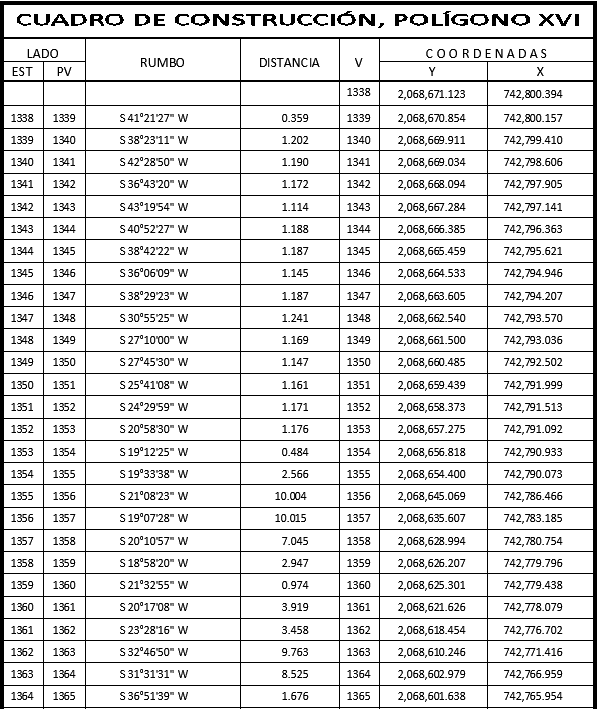 CUADRO DE CONSTRUCCIÓN, POLÍGONO XVI
LADO RUMBO DISTANCIA V COORDENADAS
EST PV Y X
1338 2,068,671.123 742,800.394
1338 1339 S 41°21'27" W 0.359 1339 2,068,670.854 742,800.157
1339 1340 S 38°23'11" W 1.202 1340 2,068,669.911 742,799.410
1340 1341 S 42°28'50" W 1.190 1341 2,068,669.034 742,798.606
1341 1342 S 36°43'20" W 1.172 1342 2,068,668.094 742,797.905
1342 1343 S 43°19'54" W 1.114 1343 2,068,667.284 742,797.141
1343 1344 S 40°52'27" W 1.188 1344 2,068,666.385 742,796.363
1344 1345 S 38°42'22" W 1.187 1345 2,068,665.459 742,795.621
1345 1346 S 36°06'09" W 1.145 1346 2,068,664.533 742,794.946
1346 1347 S 38°29'23" W 1.187 1347 2,068,663.605 742,794.207
1347 1348 S 30°55'25" W 1.241 1348 2,068,662.540 742,793.570
1348 1349 S 27°10'00" W 1.169 1349 2,068,661.500 742,793.036
1349 1350 S 27°45'30" W 1.147 1350 2,068,660.485 742,792.502
1350 1351 S 25°41'08" W 1.161 1351 2,068,659.439 742,791.999
1351 1352 S 24°29'59" W 1.171 1352 2,068,658.373 742,791.513
1352 1353 S 20°58'30" W 1.176 1353 2,068,657.275 742,791.092
1353 1354 S 19°12'25" W 0.484 1354 2,068,656.818 742,790.933
1354 1355 S 19°33'38" W 2.566 1355 2,068,654.400 742,790.073
1355 1356 S 21°08'23" W 10.004 1356 2,068,645.069 742,786.466
1356 1357 S 19°07'28" W 10.015 1357 2,068,635.607 742,783.185
1357 1358 S 20°10'57" W 7.045 1358 2,068,628.994 742,780.754
1358 1359 S 18°58'20" W 2.947 1359 2,068,626.207 742,779.796
1359 1360 S 21°32'55" W 0.974 1360 2,068,625.301 742,779.438
1360 1361 S 20°17'08" W 3.919 1361 2,068,621.626 742,778.079
1361 1362 S 23°28'16" W 3.458 1362 2,068,618.454 742,776.702
1362 1363 S 32°46'50" W 9.763 1363 2,068,610.246 742,771.416
1363 1364 S 31°31'31" W 8.525 1364 2,068,602.979 742,766.959
1364 1365 S 36°51'39" W 1.676 1365 2,068,601.638 742,765.954